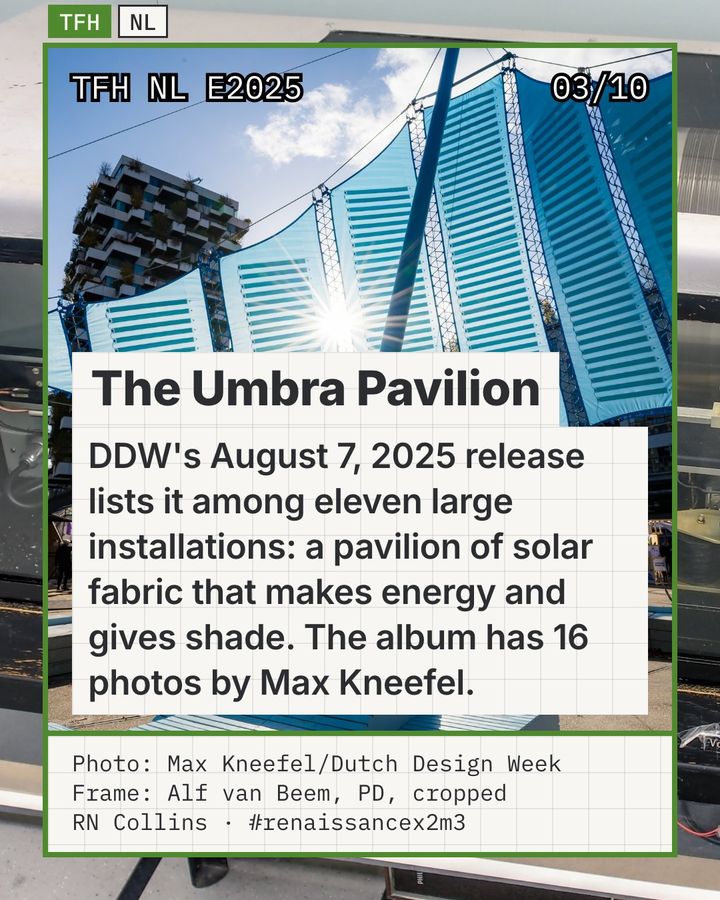 TFH NL
TFH NL E2025 03/10
The Umbra Pavilion
DDW's August 7, 2025 release
lists it among eleven large
installations: a pavilion of solar
fabric that makes energy and
gives shade. The album has 16
photos by Max Kneefel.
Photo: Max Kneefel/Dutch Design Week
Frame: Alf van Beem, PD, cropped
RN Collins · #renaissancex2m3